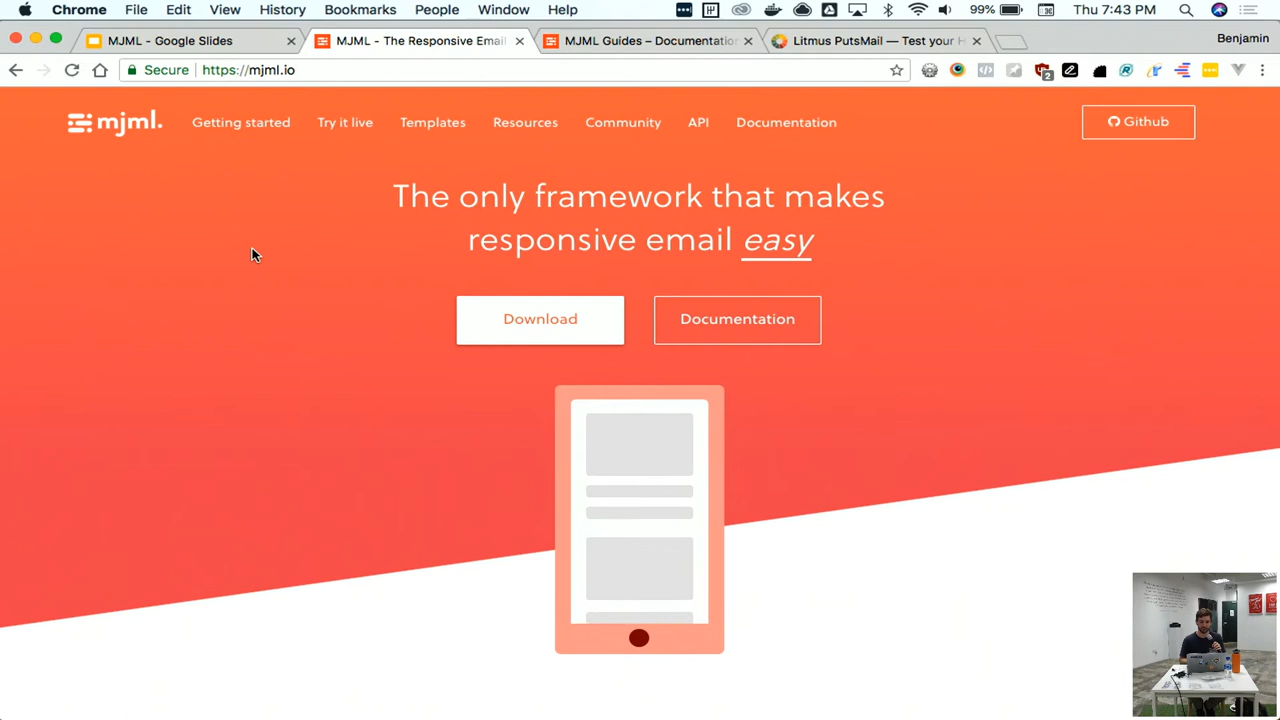 Chrome File Edit View History Bookmarks People Window Help 99% Thu 7:43 PM
MJML - Google Slides MJML - The Responsive Email MJML Guides – Documentation Litmus PutsMail — Test your H Benjamin
Secure https://mjml.io 2
mjml. Getting started Try it live Templates Resources Community API Documentation Github
The only framework that makes
responsive email easy
Download Documentation